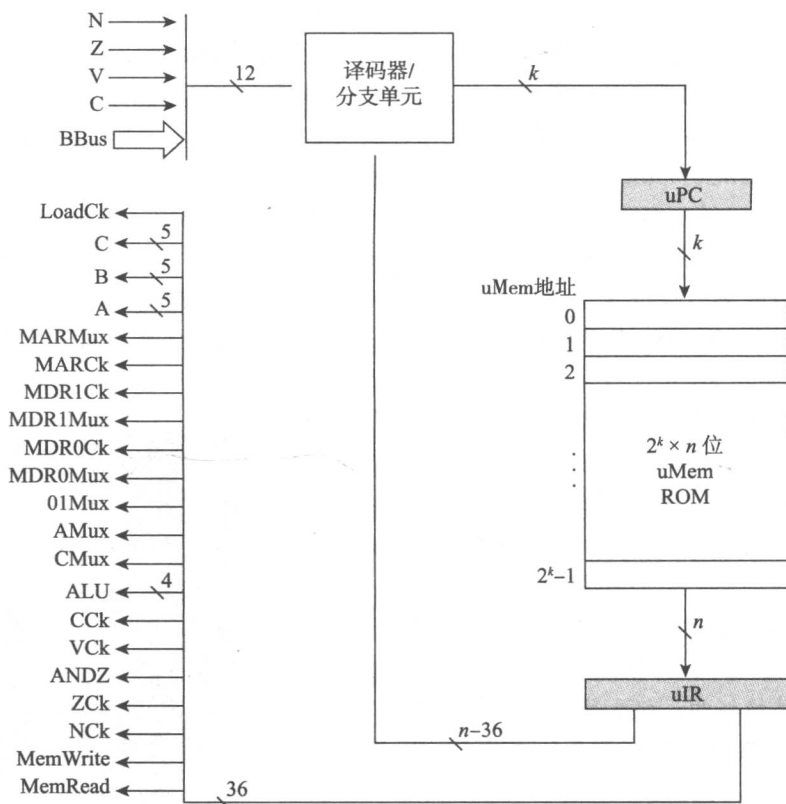 N
Z
V
C
BBus
12
译码器/
分支单元
k
uPC
k
LoadCk
C
5
B
5
A
5
MARMux
MARCk
MDR1Ck
MDR1Mux
MDR0Ck
MDR0Mux
01Mux
AMux
CMux
ALU
4
CCk
VCk
ANDZ
ZCk
NCk
MemWrite
MemRead
36
uMem地址
0
1
2
2ᵏ × n 位
uMem
ROM
2ᵏ−1
n
uIR
n−36